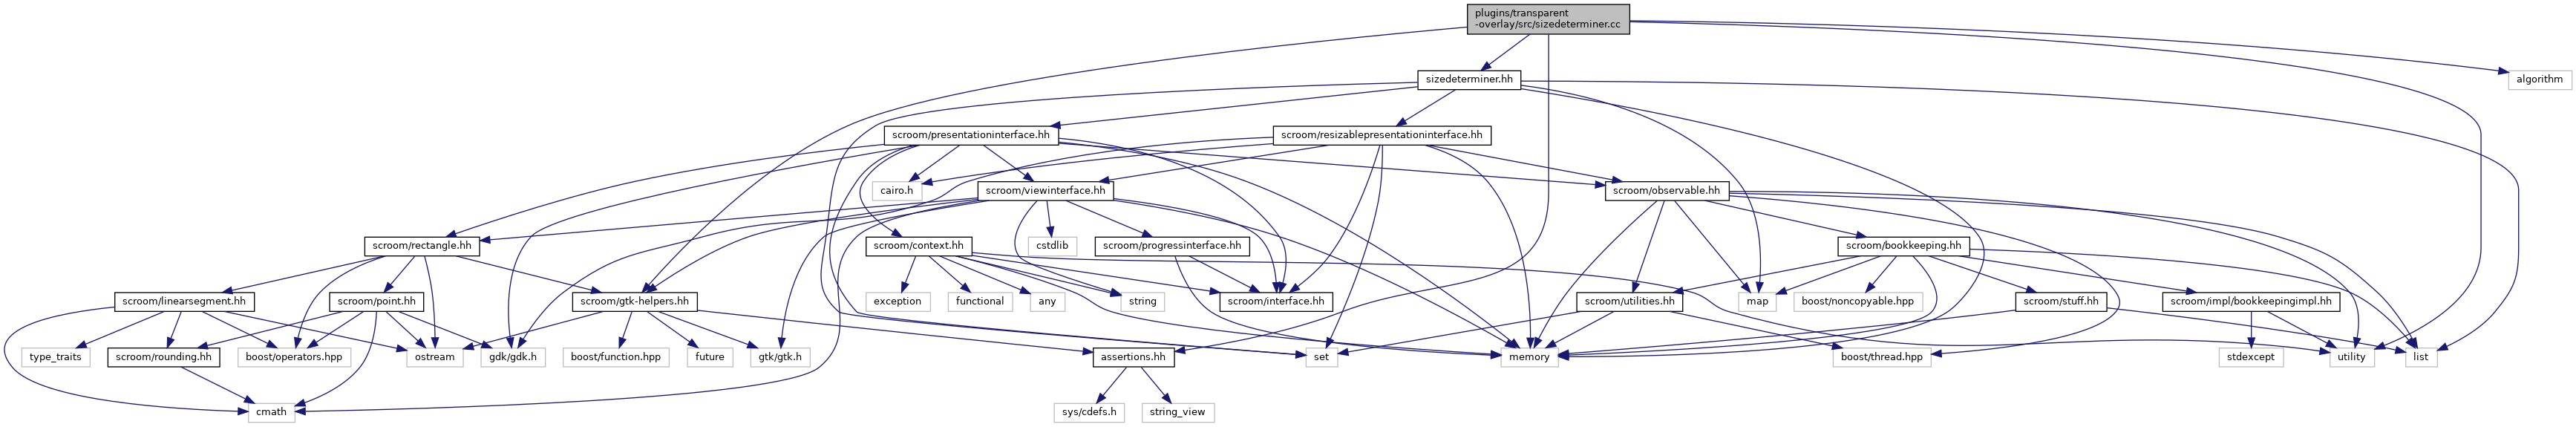 plugins/transparent
-overlay/src/sizedeterminer.cc
sizedeterminer.hh
algorithm
scroom/presentationinterface.hh
scroom/resizablepresentationinterface.hh
cairo.h
scroom/viewinterface.hh
scroom/observable.hh
scroom/rectangle.hh
scroom/context.hh
cstdlib
scroom/progressinterface.hh
scroom/bookkeeping.hh
scroom/linearsegment.hh
scroom/point.hh
scroom/gtk-helpers.hh
exception
functional
any
string
scroom/interface.hh
scroom/utilities.hh
map
boost/noncopyable.hpp
scroom/stuff.hh
scroom/impl/bookkeepingimpl.hh
type_traits
scroom/rounding.hh
boost/operators.hpp
ostream
gdk/gdk.h
boost/function.hpp
future
gtk/gtk.h
assertions.hh
set
memory
boost/thread.hpp
stdexcept
utility
list
cmath
sys/cdefs.h
string_view